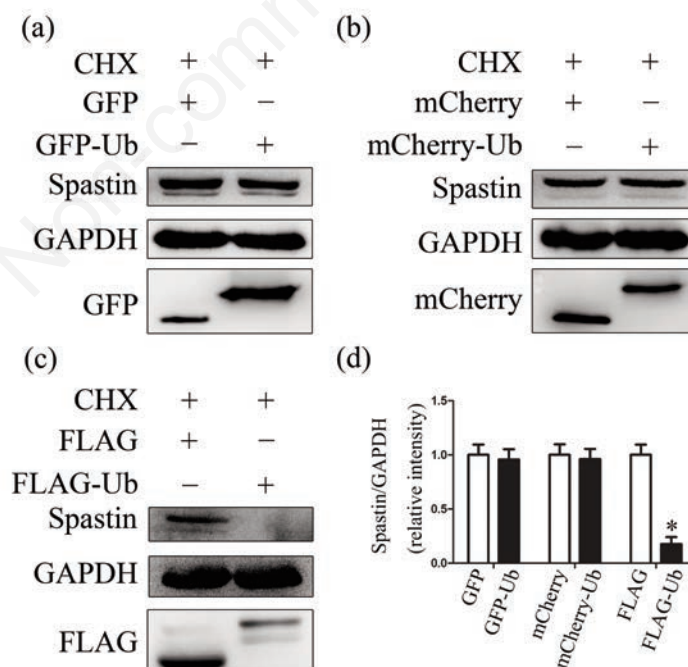 (a)
CHX + +
GFP + −
GFP-Ub − +
Spastin
GAPDH
GFP
(b)
CHX + +
mCherry + −
mCherry-Ub − +
Spastin
GAPDH
mCherry
(c)
CHX + +
FLAG + −
FLAG-Ub − +
Spastin
GAPDH
FLAG
(d)
Spastin/GAPDH
(relative intensity)
1.5
1.0
0.5
0.0
*
GFP
GFP-Ub
mCherry
mCherry-Ub
FLAG
FLAG-Ub